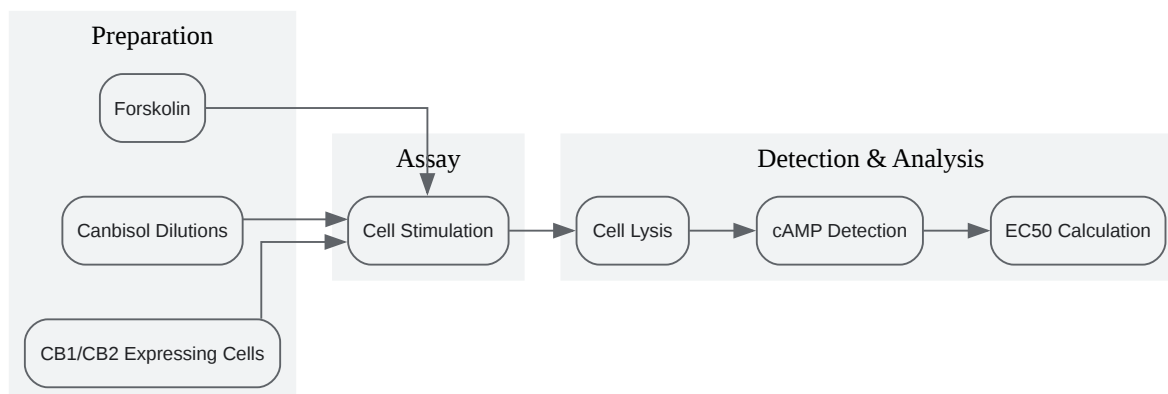 Preparation
Forskolin
Assay
Detection & Analysis
Canbisol Dilutions
Cell Stimulation
Cell Lysis
cAMP Detection
EC50 Calculation
CB1/CB2 Expressing Cells